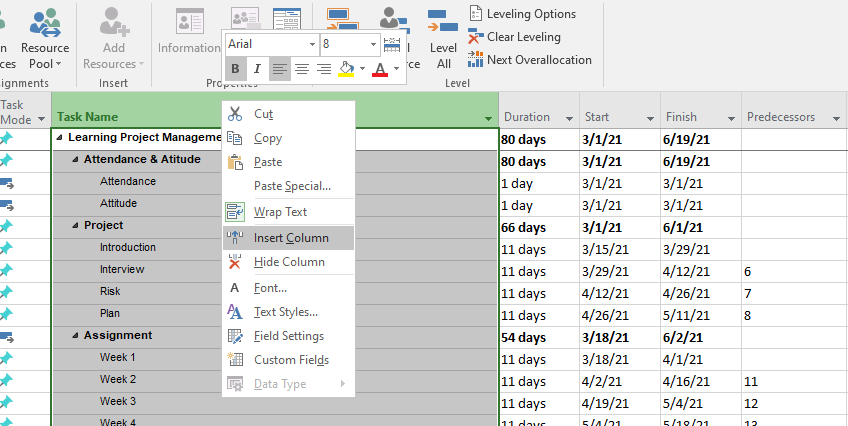 Resource
Pool
Add
Resources
Information
Level
All
Leveling Options
Clear Leveling
Next Overallocation
Insert
Level
Arial 8
B I A
Task
Mode
Task Name Duration Start Finish Predecessors
Learning Project Manageme 80 days 3/1/21 6/19/21
Attendance & Atitude 80 days 3/1/21 6/19/21
Attendance 1 day 3/1/21 3/1/21
Attitude 1 day 3/1/21 3/1/21
Project 66 days 3/1/21 6/1/21
Introduction 11 days 3/15/21 3/29/21
Interview 11 days 3/29/21 4/12/21 6
Risk 11 days 4/12/21 4/26/21 7
Plan 11 days 4/26/21 5/11/21 8
Assignment 54 days 3/18/21 6/2/21
Week 1 11 days 3/18/21 4/1/21
Week 2 11 days 4/2/21 4/16/21 11
Week 3 11 days 4/19/21 5/4/21 12
Week 4 11 days 5/4/21 5/18/21 13
Cut
Copy
Paste
Paste Special...
Wrap Text
Insert Column
Hide Column
A Font...
Text Styles...
Field Settings
Custom Fields
Data Type